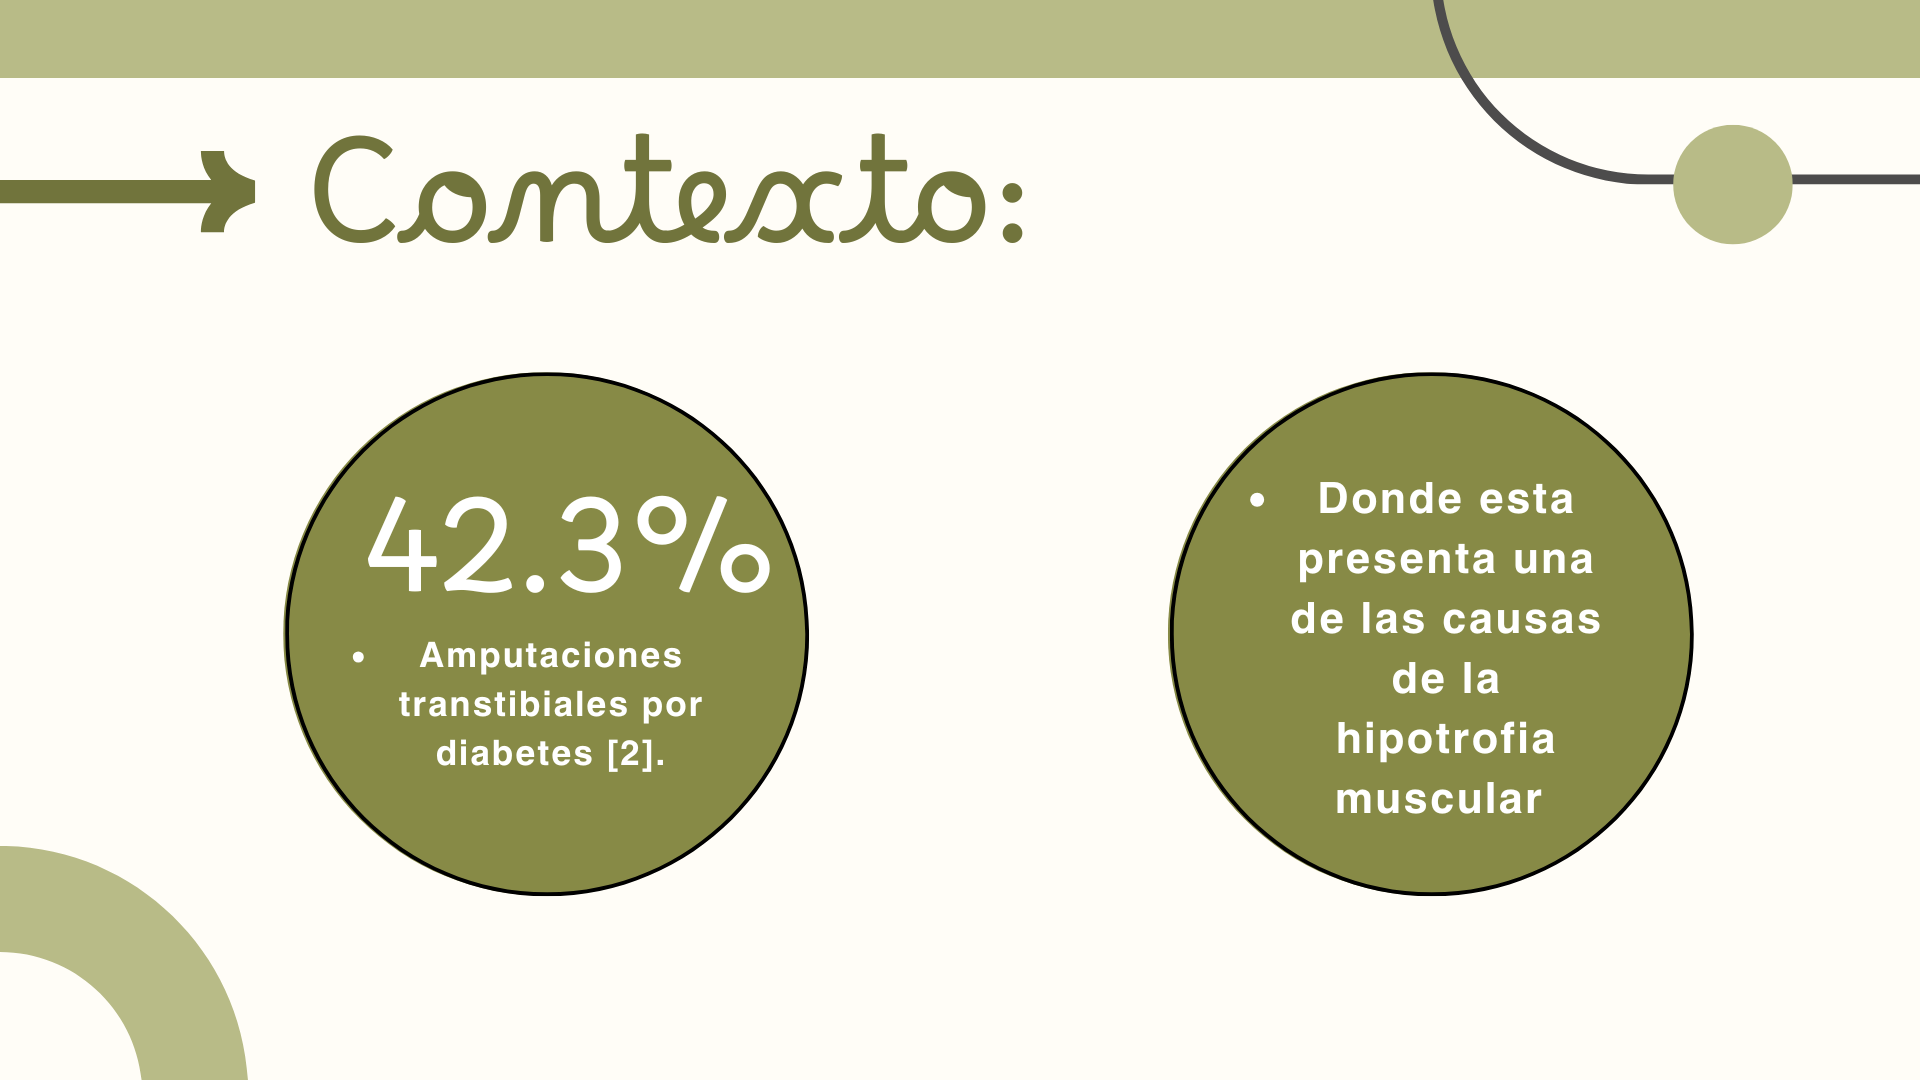 Contexto:
42.3%
• Amputaciones
transtibiales por
diabetes [2].
• Donde esta
presenta una
de las causas
de la
hipotrofia
muscular